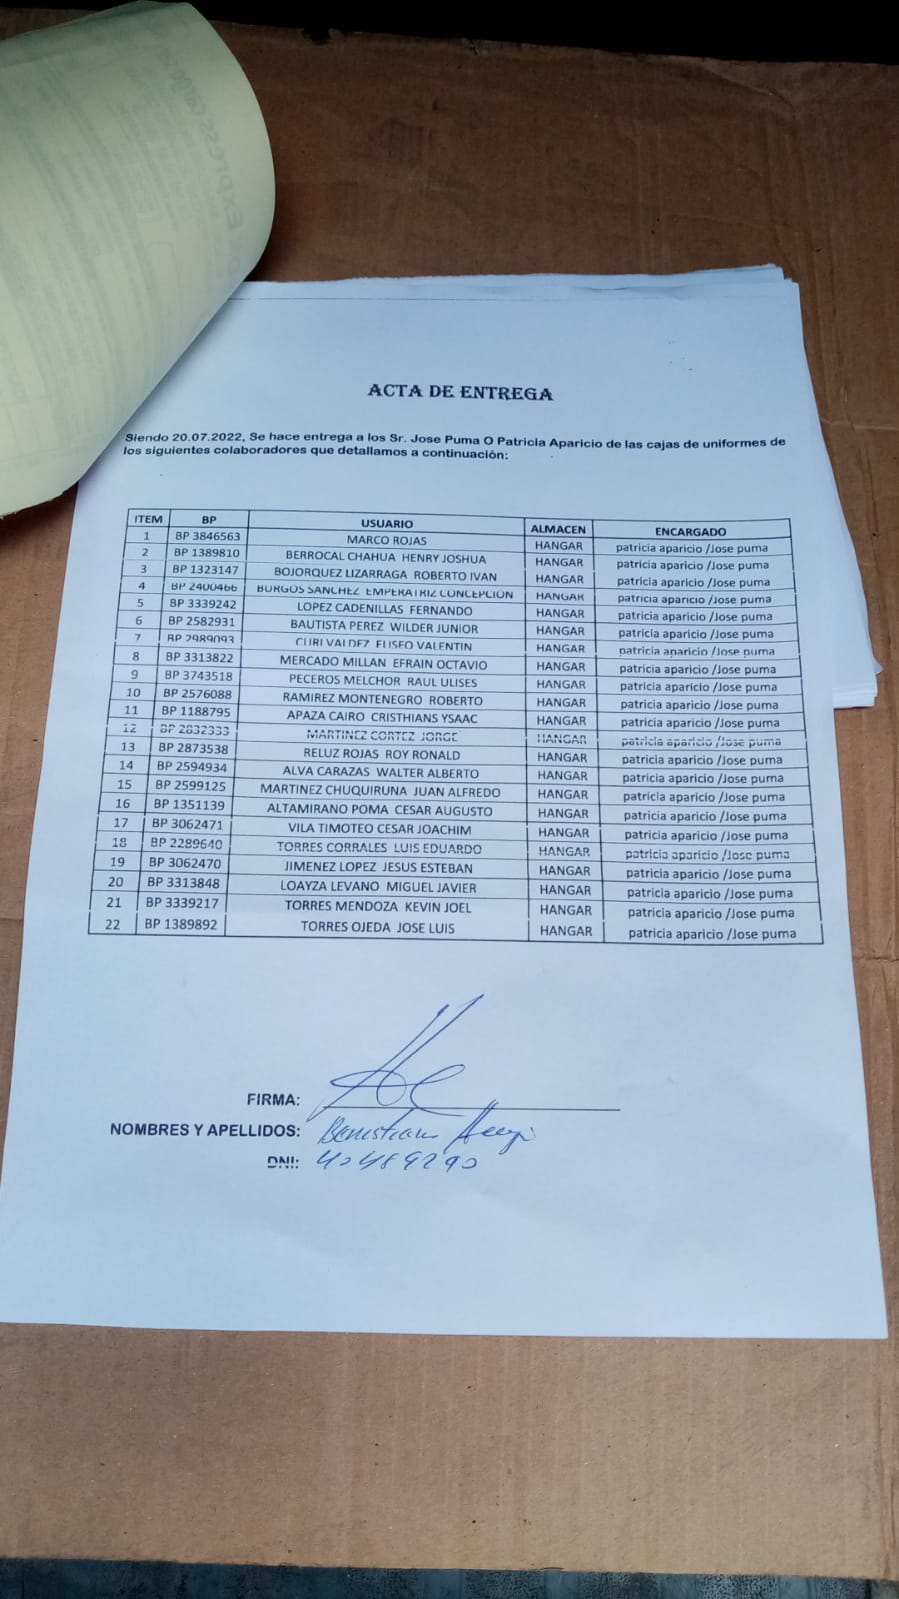 Express Cargo
ACTA DE ENTREGA
Siendo 20.07.2022, Se hace entrega a los Sr. Jose Puma O Patricia Aparicio de las cajas de uniformes de
los siguientes colaboradores que detallamos a continuación:
ITEM BP USUARIO ALMACEN ENCARGADO
1 BP 3846563 MARCO ROJAS HANGAR patricia aparicio /Jose puma
2 BP 1389810 BERROCAL CHAHUA HENRY JOSHUA HANGAR patricia aparicio /Jose puma
3 BP 1323147 BOJORQUEZ LIZARRAGA ROBERTO IVAN HANGAR patricia aparicio /Jose puma
4 BP 2400466 BURGOS SANCHEZ EMPERATRIZ CONCEPCION HANGAR patricia aparicio /Jose puma
5 BP 3339242 LOPEZ CADENILLAS FERNANDO HANGAR patricia aparicio /Jose puma
6 BP 2582931 BAUTISTA PEREZ WILDER JUNIOR HANGAR patricia aparicio /Jose puma
7 BP 2989093 CURI VALDEZ ELISEO VALENTIN HANGAR patricia aparicio /Jose puma
8 BP 3313822 MERCADO MILLAN EFRAIN OCTAVIO HANGAR patricia aparicio /Jose puma
9 BP 3743518 PECEROS MELCHOR RAUL ULISES HANGAR patricia aparicio /Jose puma
10 BP 2576088 RAMIREZ MONTENEGRO ROBERTO HANGAR patricia aparicio /Jose puma
11 BP 1188795 APAZA CAIRO CRISTHIANS YSAAC HANGAR patricia aparicio /Jose puma
12 BP 2832333 MARTINEZ CORTEZ JORGE HANGAR patricia aparicio /Jose puma
13 BP 2873538 RELUZ ROJAS ROY RONALD HANGAR patricia aparicio /Jose puma
14 BP 2594934 ALVA CARAZAS WALTER ALBERTO HANGAR patricia aparicio /Jose puma
15 BP 2599125 MARTINEZ CHUQUIRUNA JUAN ALFREDO HANGAR patricia aparicio /Jose puma
16 BP 1351139 ALTAMIRANO POMA CESAR AUGUSTO HANGAR patricia aparicio /Jose puma
17 BP 3062471 VILA TIMOTEO CESAR JOACHIM HANGAR patricia aparicio /Jose puma
18 BP 2289640 TORRES CORRALES LUIS EDUARDO HANGAR patricia aparicio /Jose puma
19 BP 3062470 JIMENEZ LOPEZ JESUS ESTEBAN HANGAR patricia aparicio /Jose puma
20 BP 3313848 LOAYZA LEVANO MIGUEL JAVIER HANGAR patricia aparicio /Jose puma
21 BP 3339217 TORRES MENDOZA KEVIN JOEL HANGAR patricia aparicio /Jose puma
22 BP 1389892 TORRES OJEDA JOSE LUIS HANGAR patricia aparicio /Jose puma
FIRMA:
NOMBRES Y APELLIDOS:
DNI: 40489290